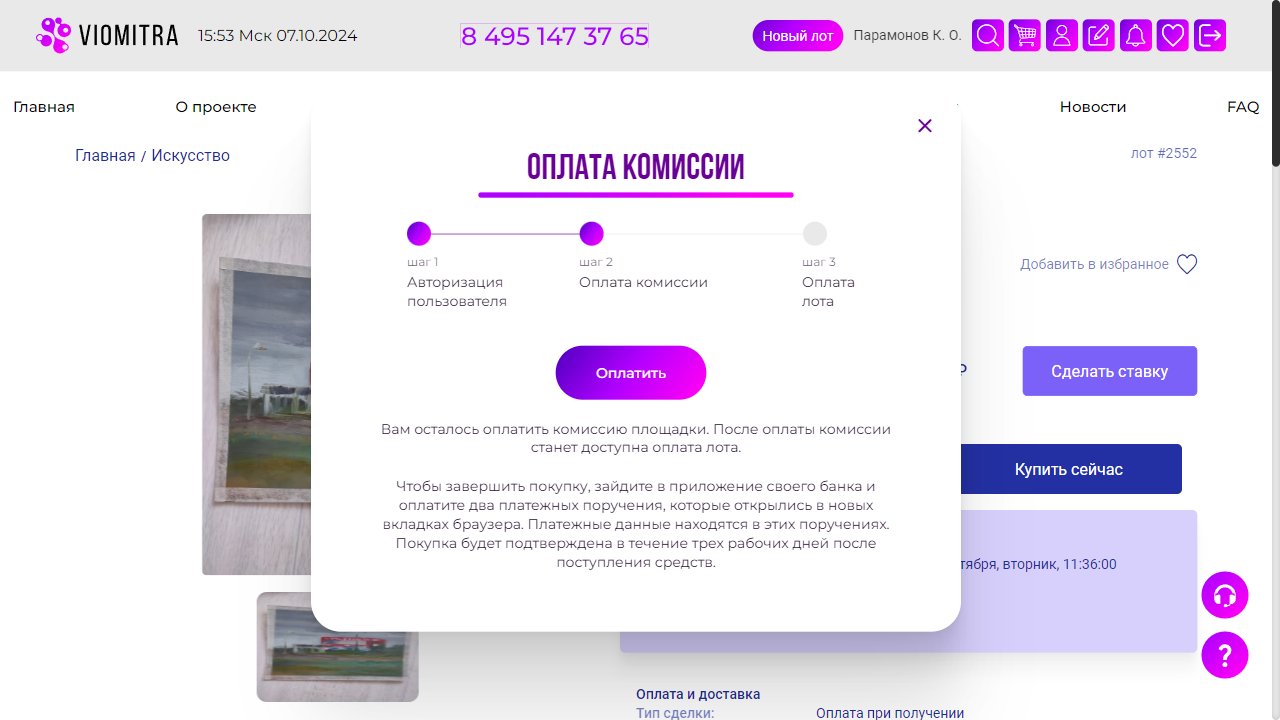 VIOMITRA
15:53 Мск 07.10.2024
8 495 147 37 65
Новый лот
Парамонов К. О.
Главная
О проекте
Новости
FAQ
Главная / Искусство
лот #2552
ОПЛАТА КОМИССИИ
шаг 1
Авторизация
пользователя
шаг 2
Оплата комиссии
шаг 3
Оплата
лота
Добавить в избранное
Оплатить
Сделать ставку
Вам осталось оплатить комиссию площадки. После оплаты комиссии
станет доступна оплата лота.
Купить сейчас
Чтобы завершить покупку, зайдите в приложение своего банка и
оплатите два платежных поручения, которые открылись в новых
вкладках браузера. Платежные данные находятся в этих поручениях.
Покупка будет подтверждена в течение трех рабочих дней после
поступления средств.
тября, вторник, 11:36:00
?
Оплата и доставка
Тип сделки:
Оплата при получении